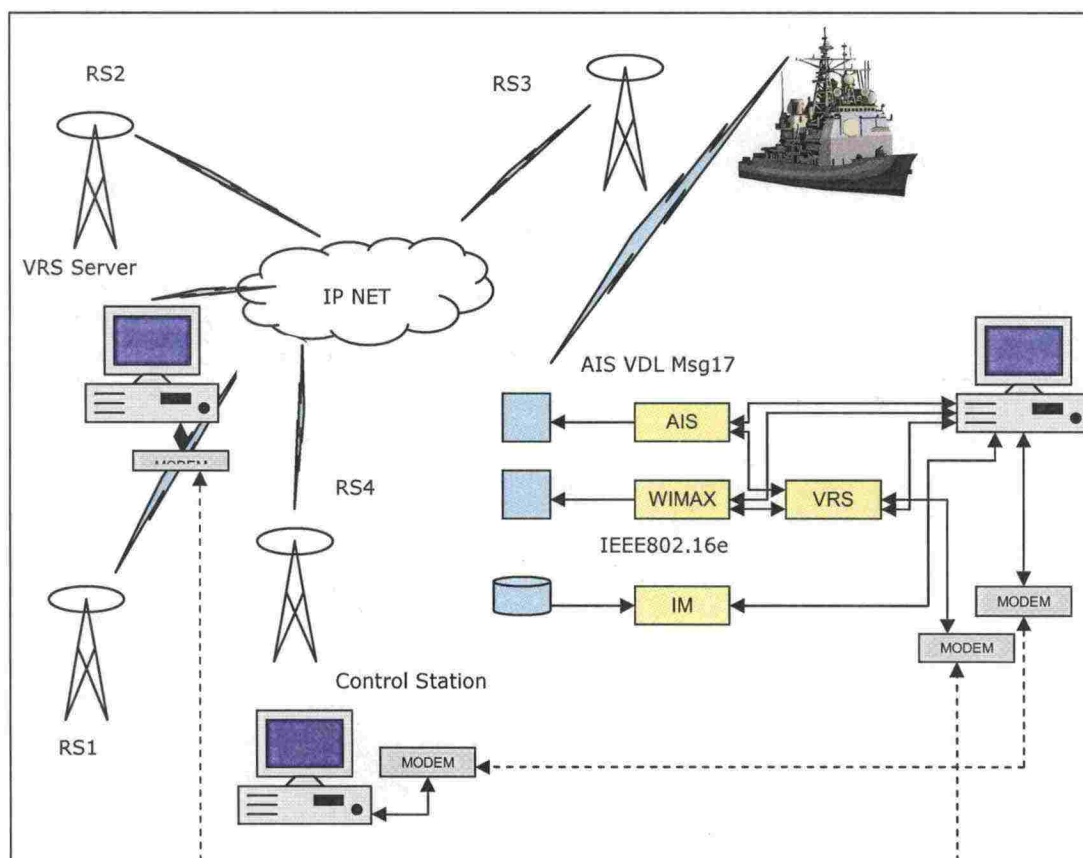 RS2
RS3
VRS Server
IP NET
AIS VDL Msg17
AIS
MODEM
RS4
WIMAX
VRS
IEEE802.16e
IM
MODEM
MODEM
Control Station
RS1
MODEM